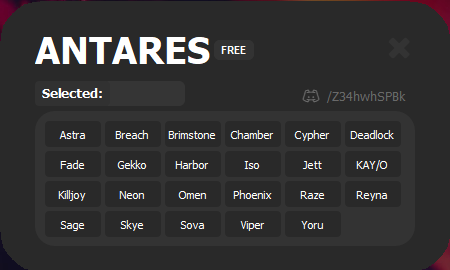 ANTARES FREE
Selected:
/Z34hwhSPBk
Astra Breach Brimstone Chamber Cypher Deadlock
Fade Gekko Harbor Iso Jett KAY/O
Killjoy Neon Omen Phoenix Raze Reyna
Sage Skye Sova Viper Yoru